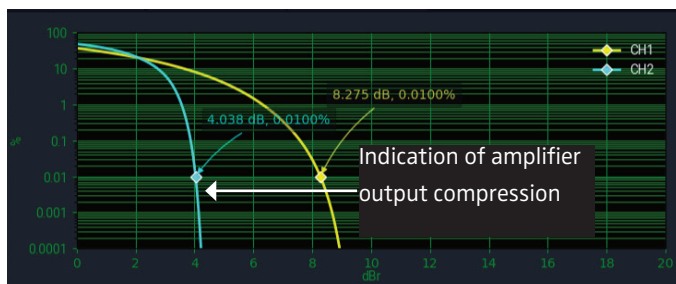 100
10
1
0.1
0.01
0.001
0.0001
%
CH1
CH2
8.275 dB, 0.0100%
4.038 dB, 0.0100%
Indication of amplifier
output compression
0 2 4 6 8 10 12 14 16 18 20
dBr